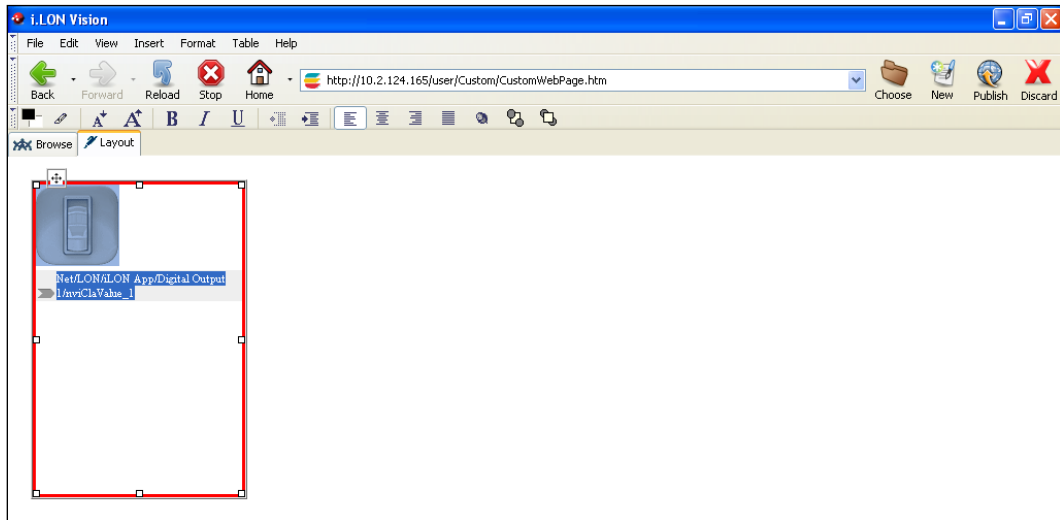 i.LON Vision
File Edit View Insert Format Table Help
Back Forward Reload Stop Home http://10.2.124.165/user/Custom/CustomWebPage.htm Choose New Publish Discard
A A B I U
Browse Layout
Net/LON/iLON App/Digital Output
1/nviClaValue_1